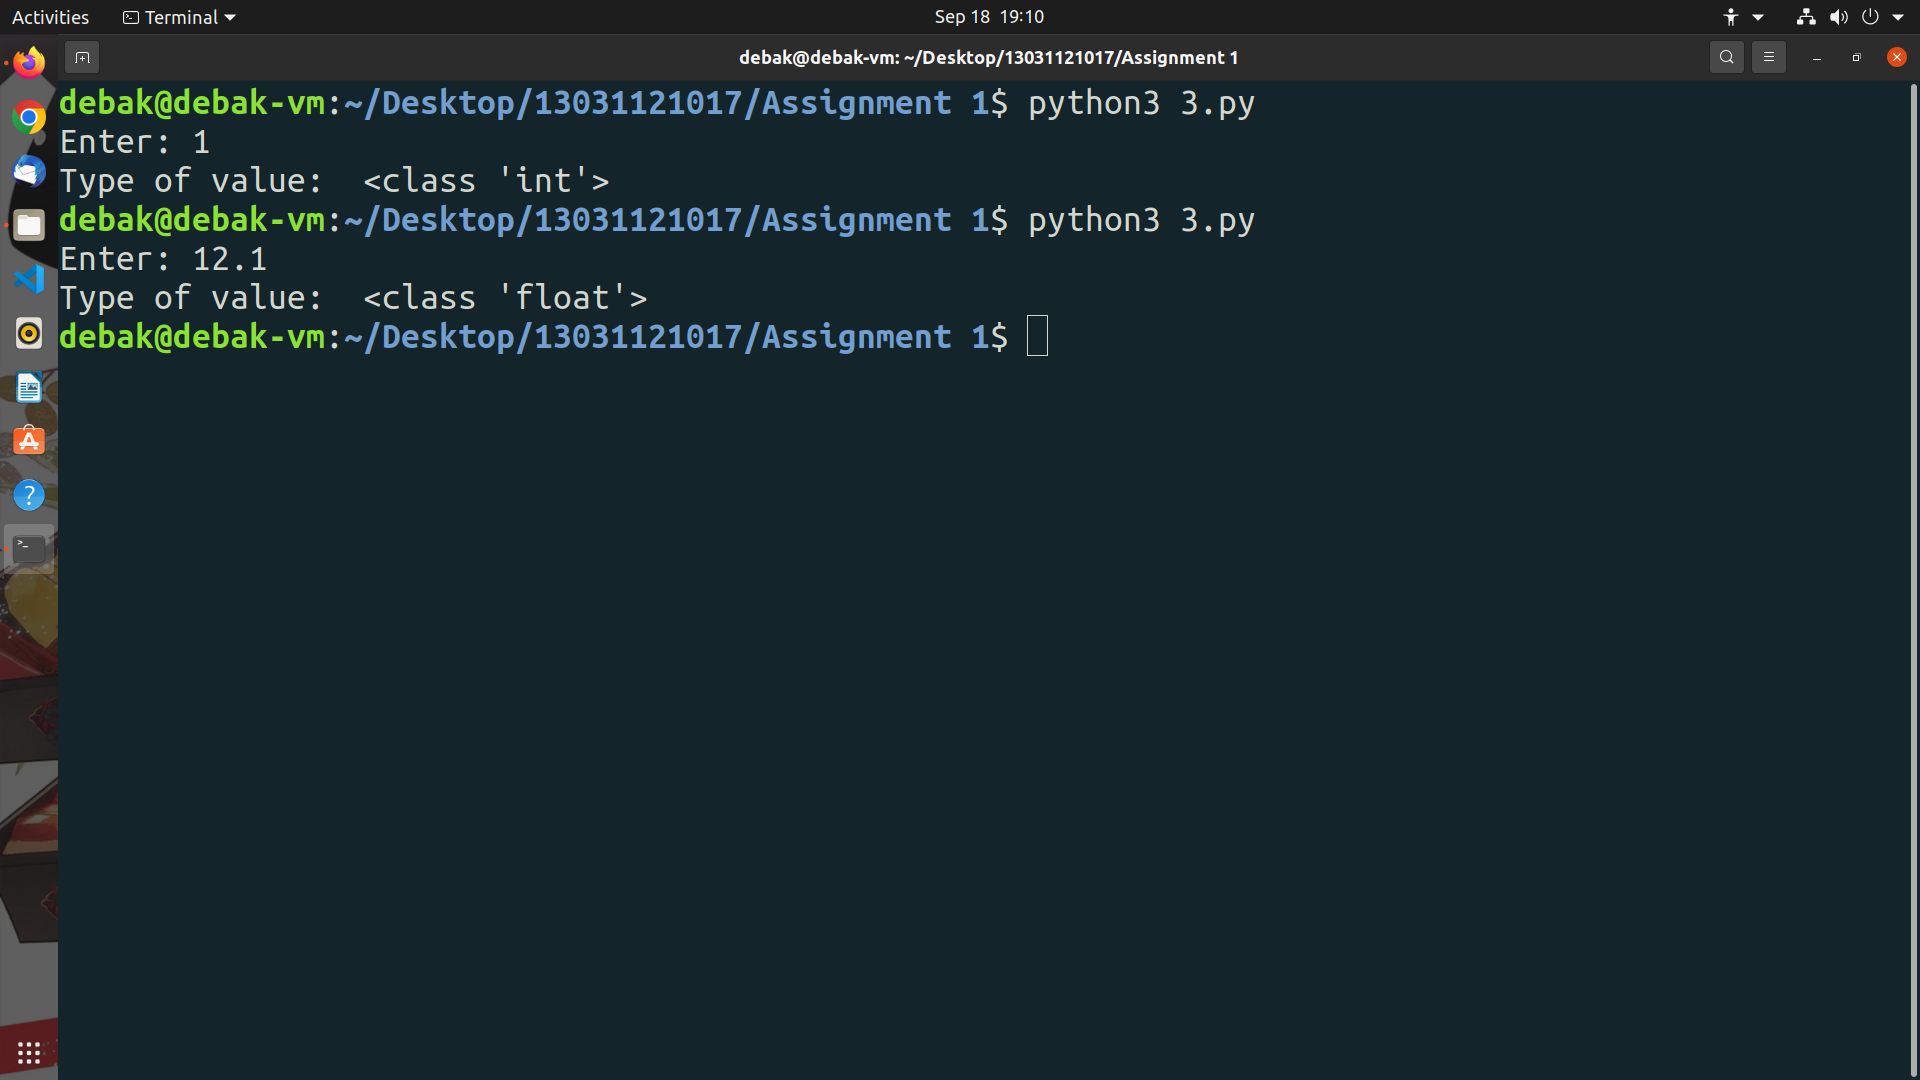 Activities Terminal Sep 18 19:10
debak@debak-vm: ~/Desktop/13031121017/Assignment 1
debak@debak-vm:~/Desktop/13031121017/Assignment 1$ python3 3.py
Enter: 1
Type of value:  <class 'int'>
debak@debak-vm:~/Desktop/13031121017/Assignment 1$ python3 3.py
Enter: 12.1
Type of value:  <class 'float'>
debak@debak-vm:~/Desktop/13031121017/Assignment 1$